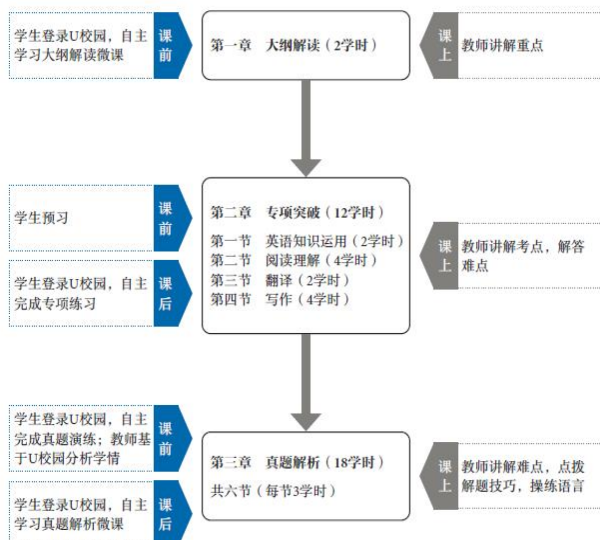 学生登录U校园，自主
学习大纲解读微课
课
前
第一章 大纲解读（2学时）
课
上
教师讲解重点
学生预习
课
前
学生登录U校园，自主
完成专项练习
课
后
第二章 专项突破（12学时）
第一节 英语知识运用（2学时）
第二节 阅读理解（4学时）
第三节 翻译（2学时）
第四节 写作（4学时）
课
上
教师讲解考点，解答
难点
学生登录U校园，自主
完成真题演练；教师基
于U校园分析学情
课
前
学生登录U校园，自主
学习真题解析微课
课
后
第三章 真题解析（18学时）
共六节（每节3学时）
课
上
教师讲解难点，点拨
解题技巧，操练语言